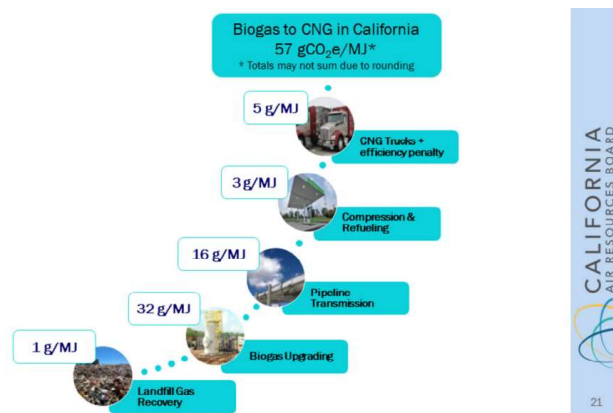 Biogas to CNG in California
57 gCO₂e/MJ*
* Totals may not sum due to rounding
5 g/MJ
CNG Trucks +
efficiency penalty
3 g/MJ
Compression &
Refueling
16 g/MJ
Pipeline
Transmission
32 g/MJ
Biogas Upgrading
1 g/MJ
Landfill Gas
Recovery
CALIFORNIA
AIR RESOURCES BOARD
21